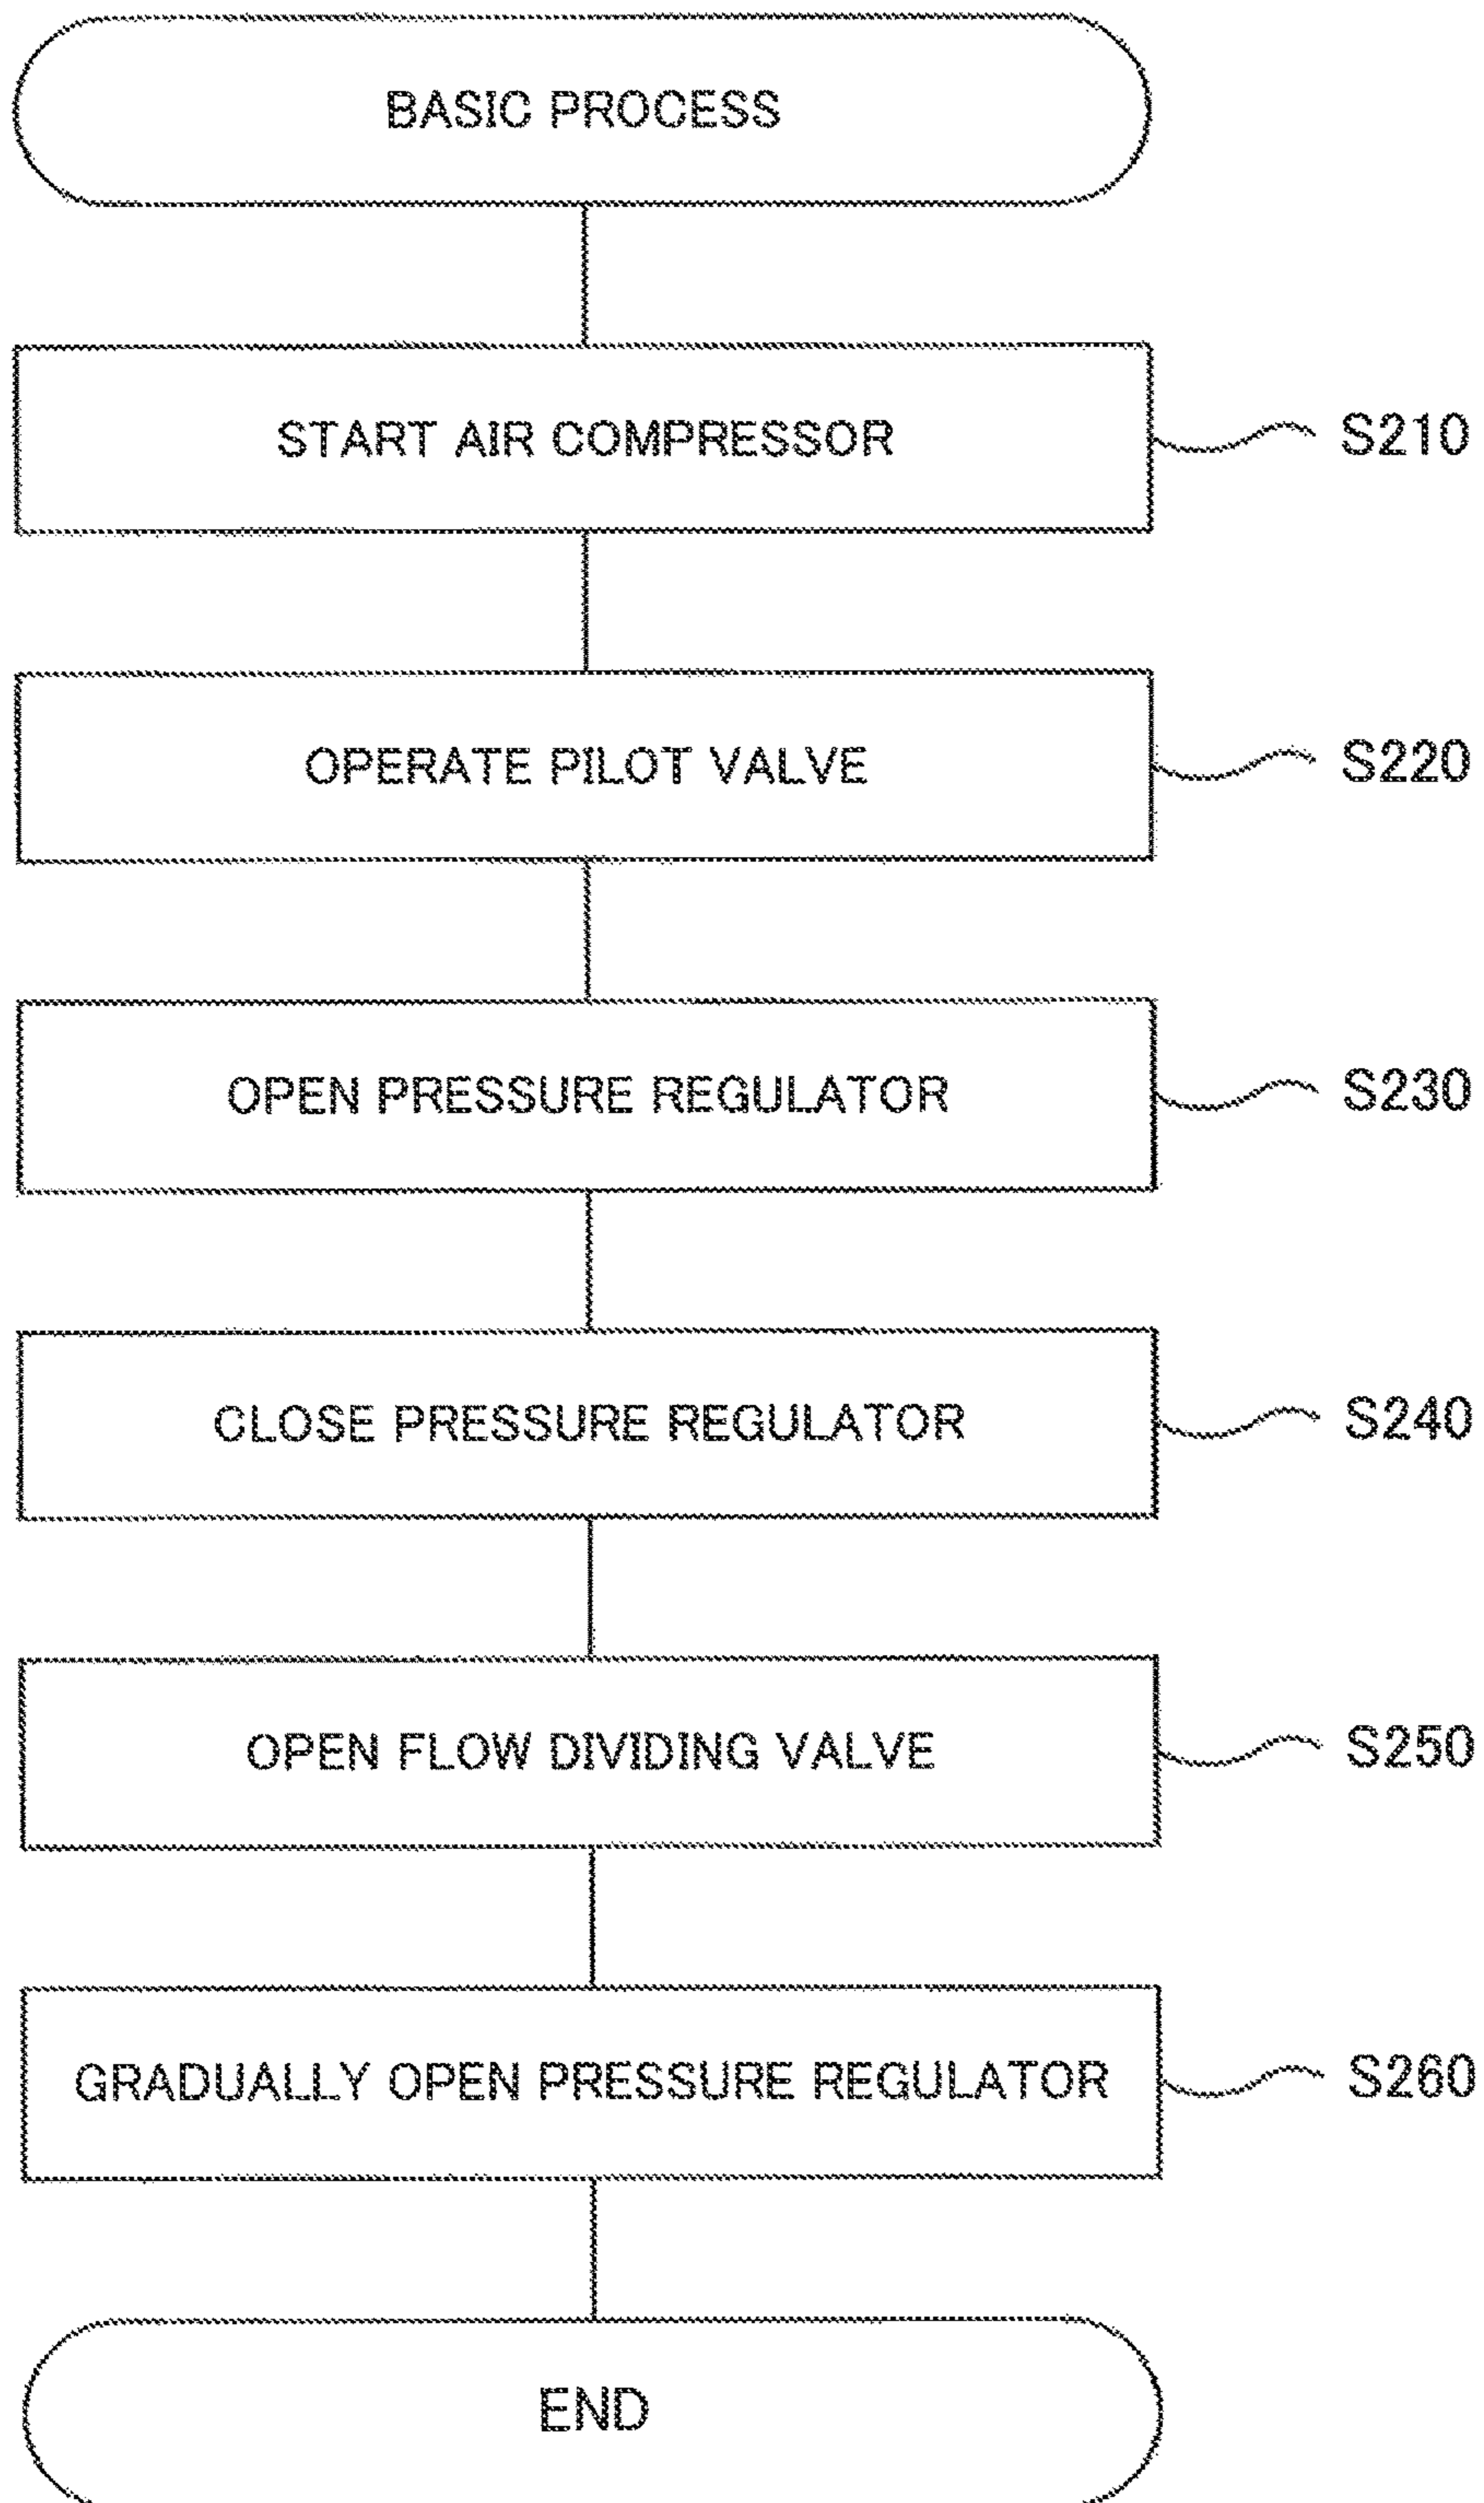 BASIC PROCESS
START AIR COMPRESSOR
S210
OPERATE PILOT VALVE
S220
OPEN PRESSURE REGULATOR
S230
CLOSE PRESSURE REGULATOR
S240
OPEN FLOW DIVIDING VALVE
S250
GRADUALLY OPEN PRESSURE REGULATOR
S260
END